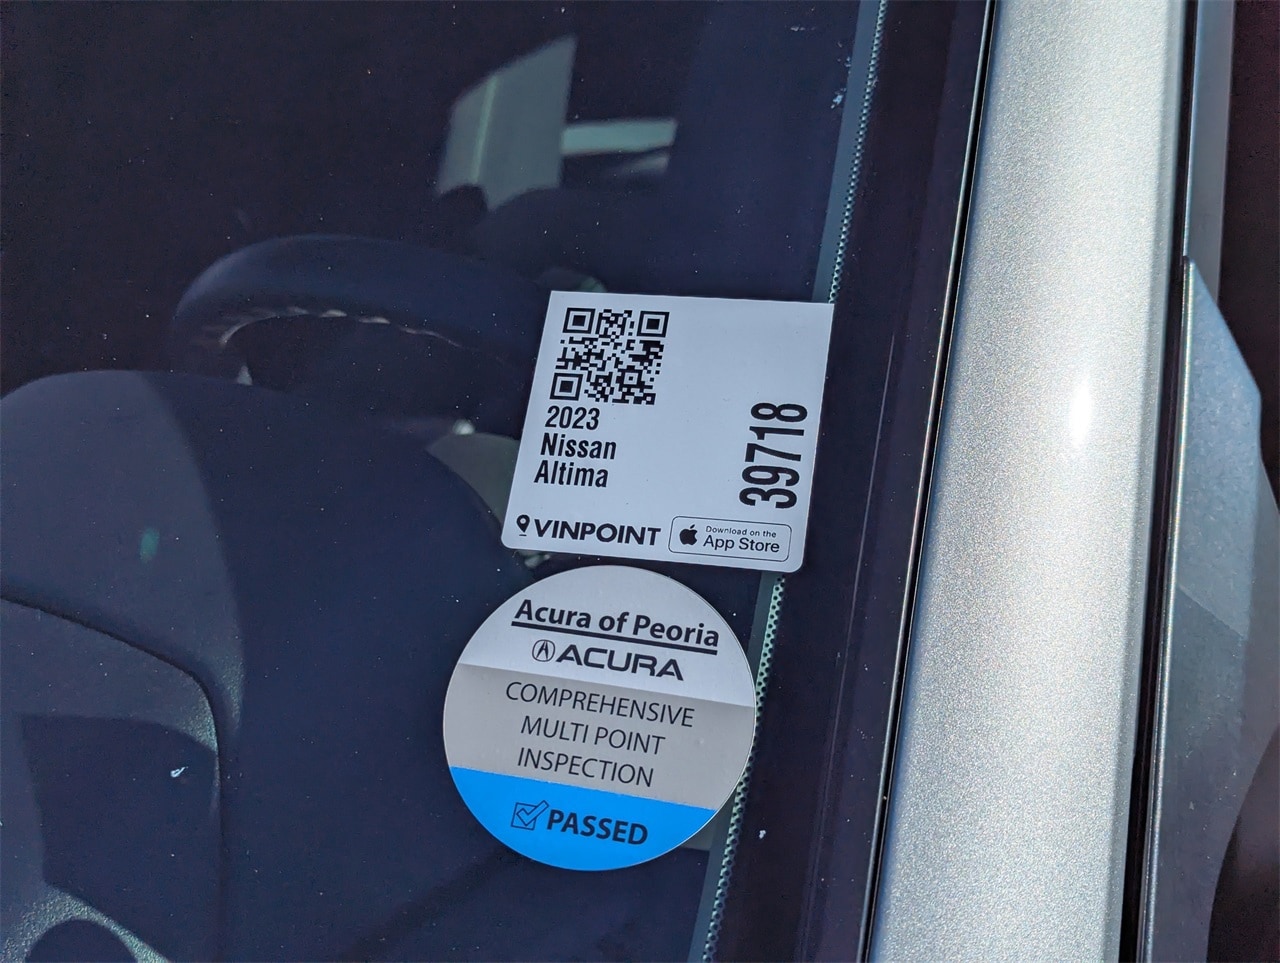 2023
Nissan
Altima
39718
VINPOINT
Download on the
App Store
Acura of Peoria
ACURA
COMPREHENSIVE
MULTI POINT
INSPECTION
PASSED